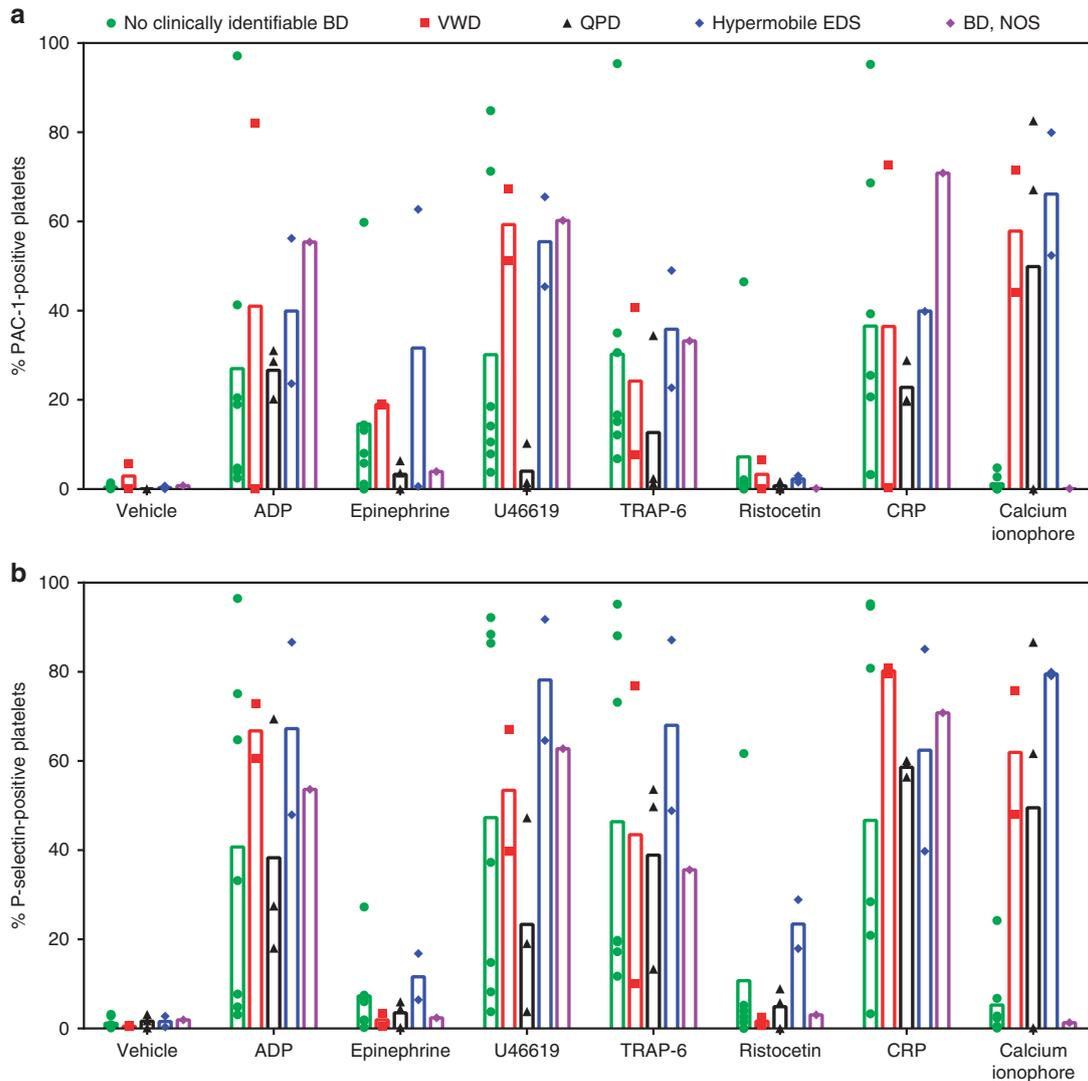 a
No clinically identifiable BD VWD QPD Hypermobile EDS BD, NOS
% PAC-1-positive platelets
100
80
60
40
20
0
Vehicle ADP Epinephrine U46619 TRAP-6 Ristocetin CRP Calcium
ionophore
b
% P-selectin-positive platelets
100
80
60
40
20
0
Vehicle ADP Epinephrine U46619 TRAP-6 Ristocetin CRP Calcium
ionophore